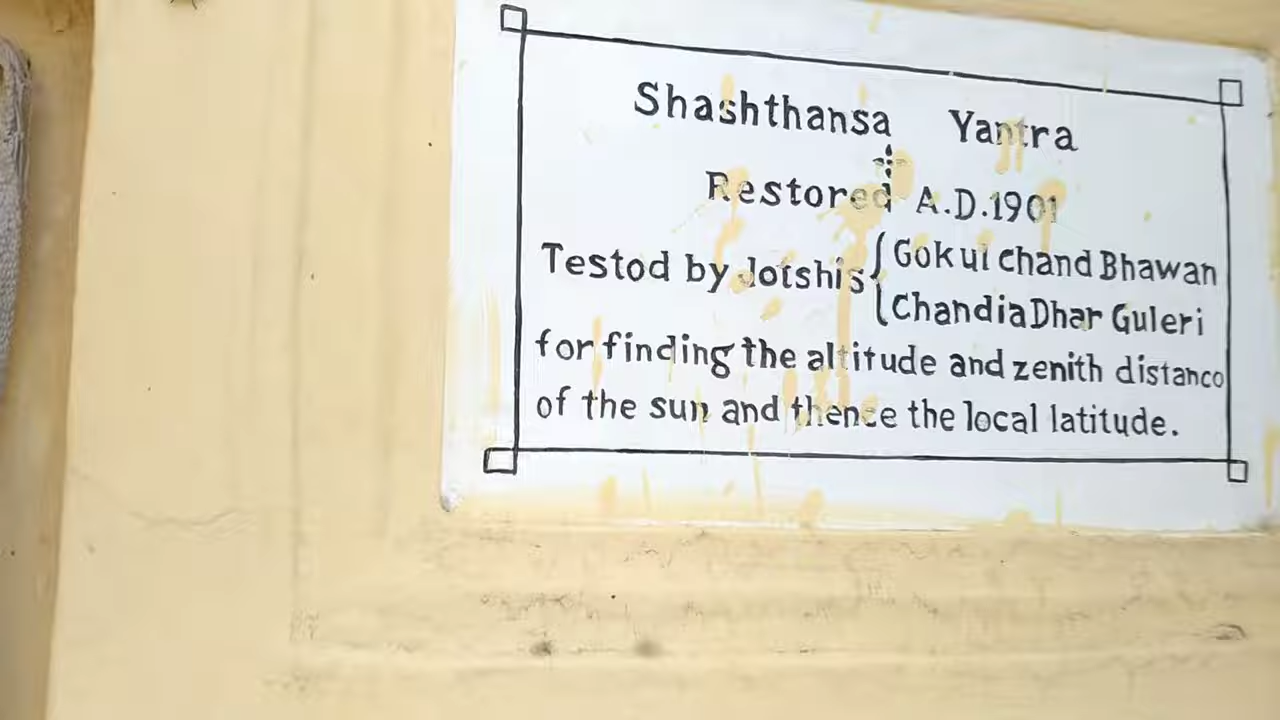 Shashthansa Yantra
Restored A.D.1901
Testod by Jotshis { Gokul chand Bhawan
Chandia Dhar Guleri
for finding the altitude and zenith distanco
of the sun and thence the local latitude.